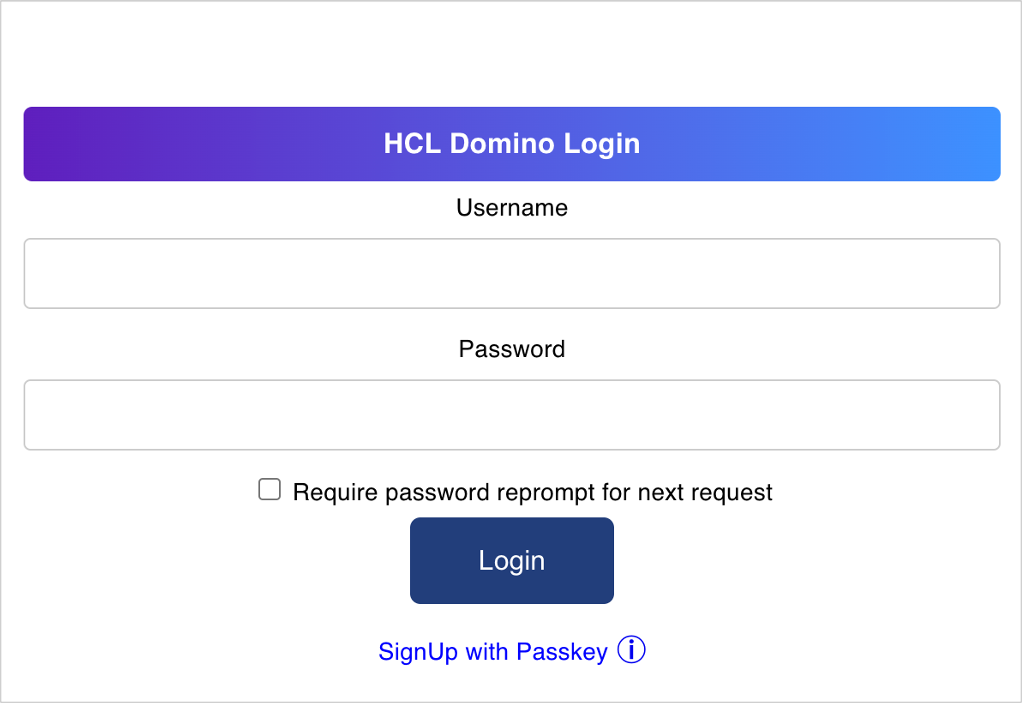 HCL Domino Login
Username
Password
Require password reprompt for next request
Login
SignUp with Passkey ⓘ